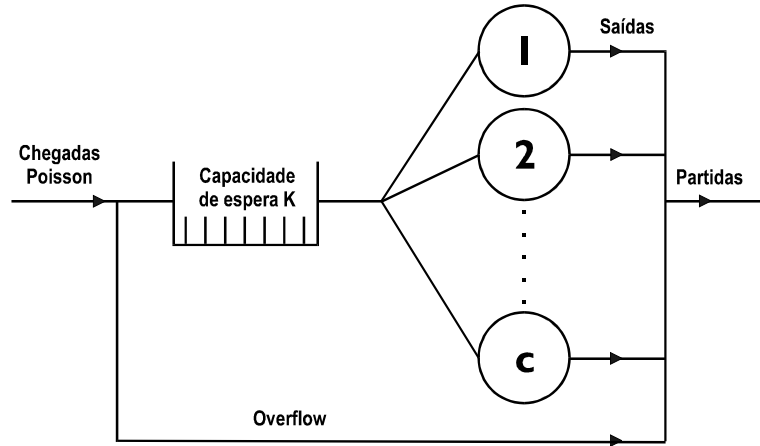 Chegadas
Poisson
Capacidade
de espera K
1
2
c
Saídas
Partidas
Overflow